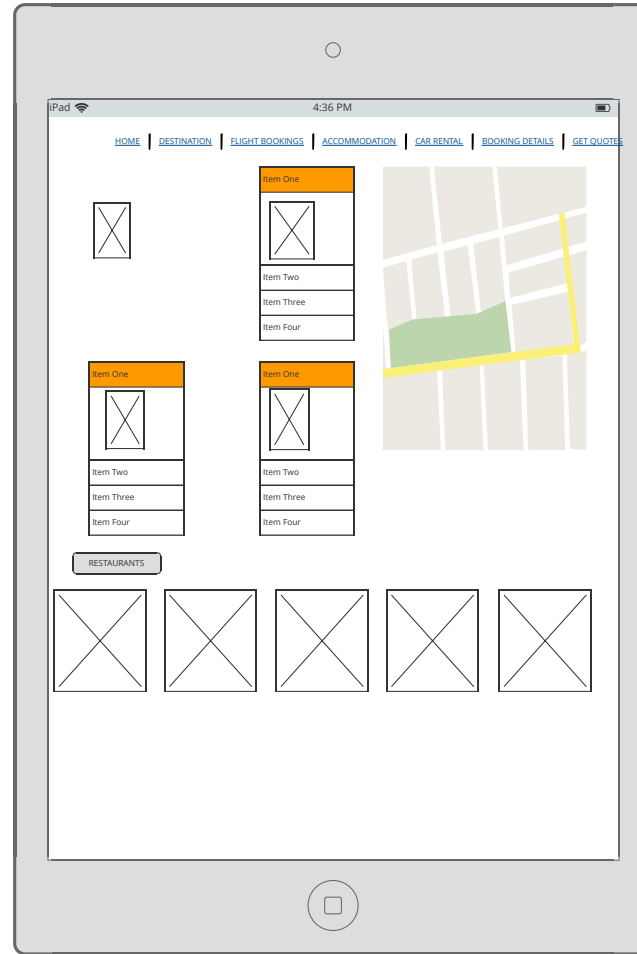 iPad 4:36 PM
HOME DESTINATION FLIGHT BOOKINGS ACCOMMODATION CAR RENTAL BOOKING DETAILS GET QUOTES
Item One
Item Two
Item Three
Item Four
Item One
Item Two
Item Three
Item Four
Item One
Item Two
Item Three
Item Four
RESTAURANTS